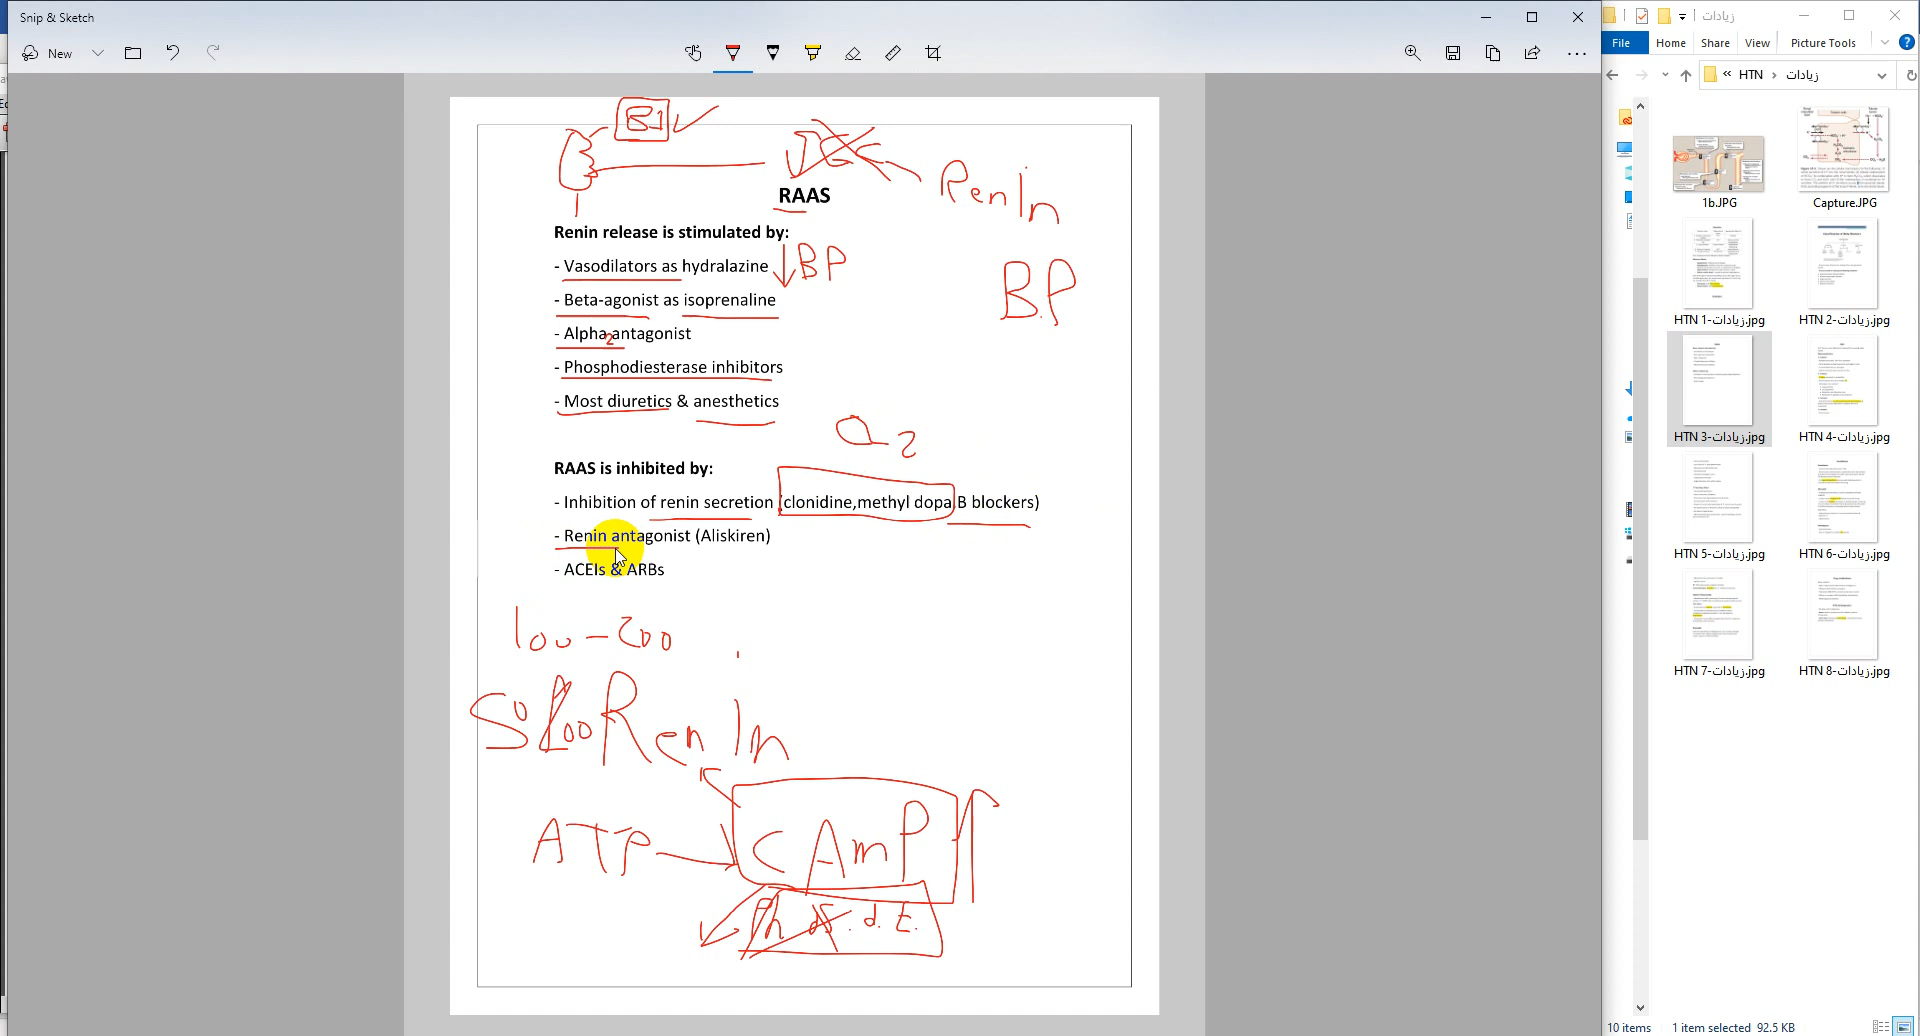 Snip & Sketch
New
B1
Renin
RAAS
Renin release is stimulated by:
- Vasodilators as hydralazine ↓BP
BP
- Beta-agonist as isoprenaline
- Alpha 2 antagonist
- Phosphodiesterase inhibitors
- Most diuretics & anesthetics
α2
RAAS is inhibited by:
- Inhibition of renin secretion (clonidine,methyl dopa,B blockers)
- Renin antagonist (Aliskiren)
- ACEIs & ARBs
100-200
Renin
ATP → CAMP
زيادات
File Home Share View Picture Tools
« HTN › زيادات
1b.JPG
Capture.JPG
HTN زيادات-1.jpg
HTN زيادات-2.jpg
HTN زيادات-3.jpg
HTN زيادات-4.jpg
HTN زيادات-5.jpg
HTN زيادات-6.jpg
HTN زيادات-7.jpg
HTN زيادات-8.jpg
10 items 1 item selected 92.5 KB